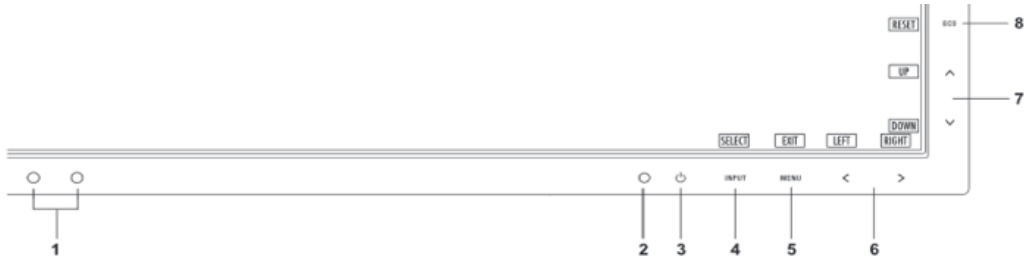 RESET ECO 8
UP
7
DOWN
SELECT EXIT LEFT RIGHT
INPUT MENU
1 2 3 4 5 6